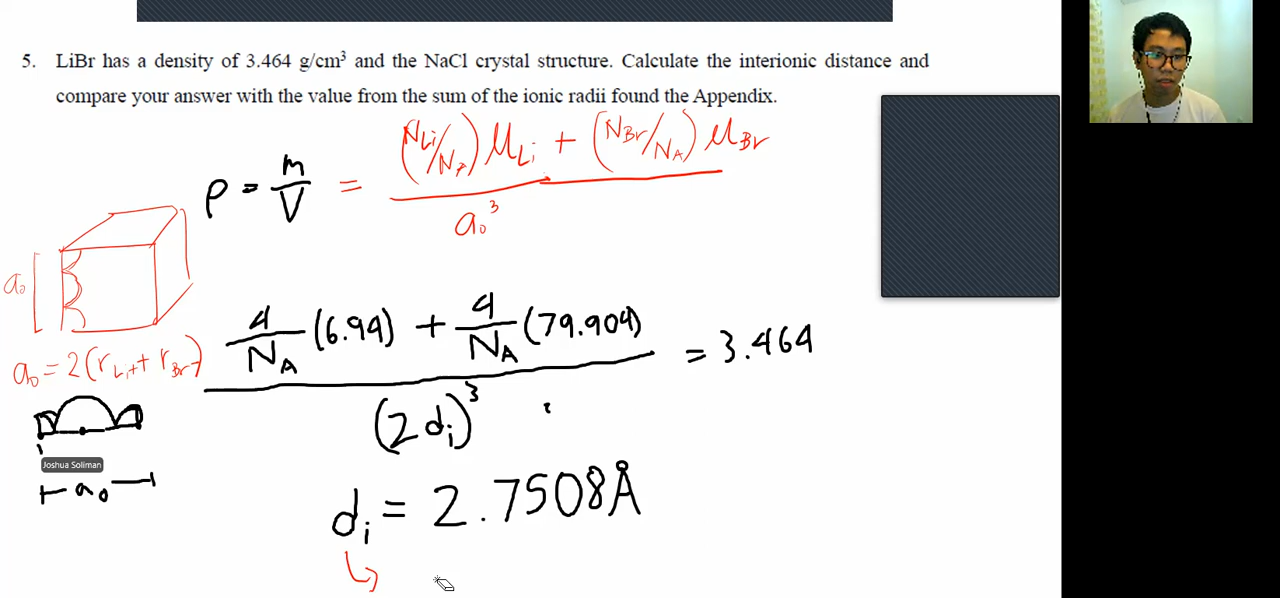 5. LiBr has a density of 3.464 g/cm³ and the NaCl crystal structure. Calculate the interionic distance and
compare your answer with the value from the sum of the ionic radii found the Appendix.
ρ = m/V = ((N_Li/N_A) M_Li + (N_Br/N_A) M_Br) / a₀³
a₀
a₀ = 2(r_Li+ + r_Br)
(4/N_A (6.94) + 4/N_A (79.904)) / (2dᵢ)³ = 3.464
Joshua Soliman
a₀
dᵢ = 2.7508Å